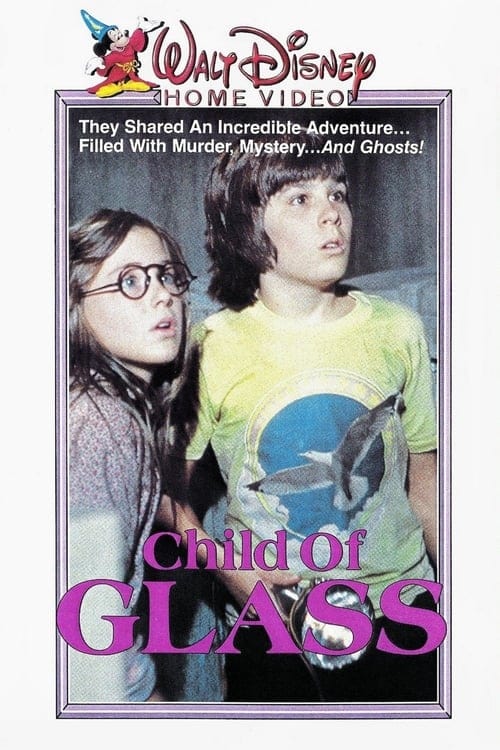 Walt Disney
HOME VIDEO
They Shared An Incredible Adventure...
Filled With Murder, Mystery...And Ghosts!
Child Of
GLASS